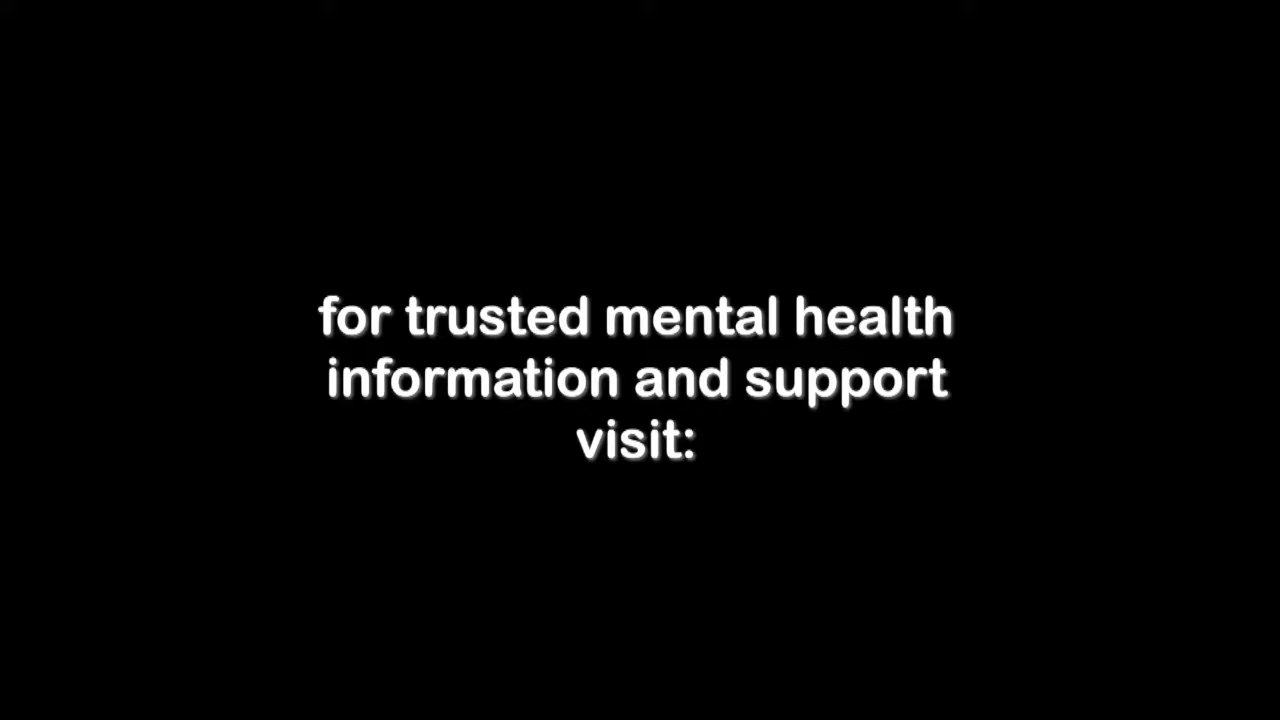 for trusted mental health
information and support
visit: